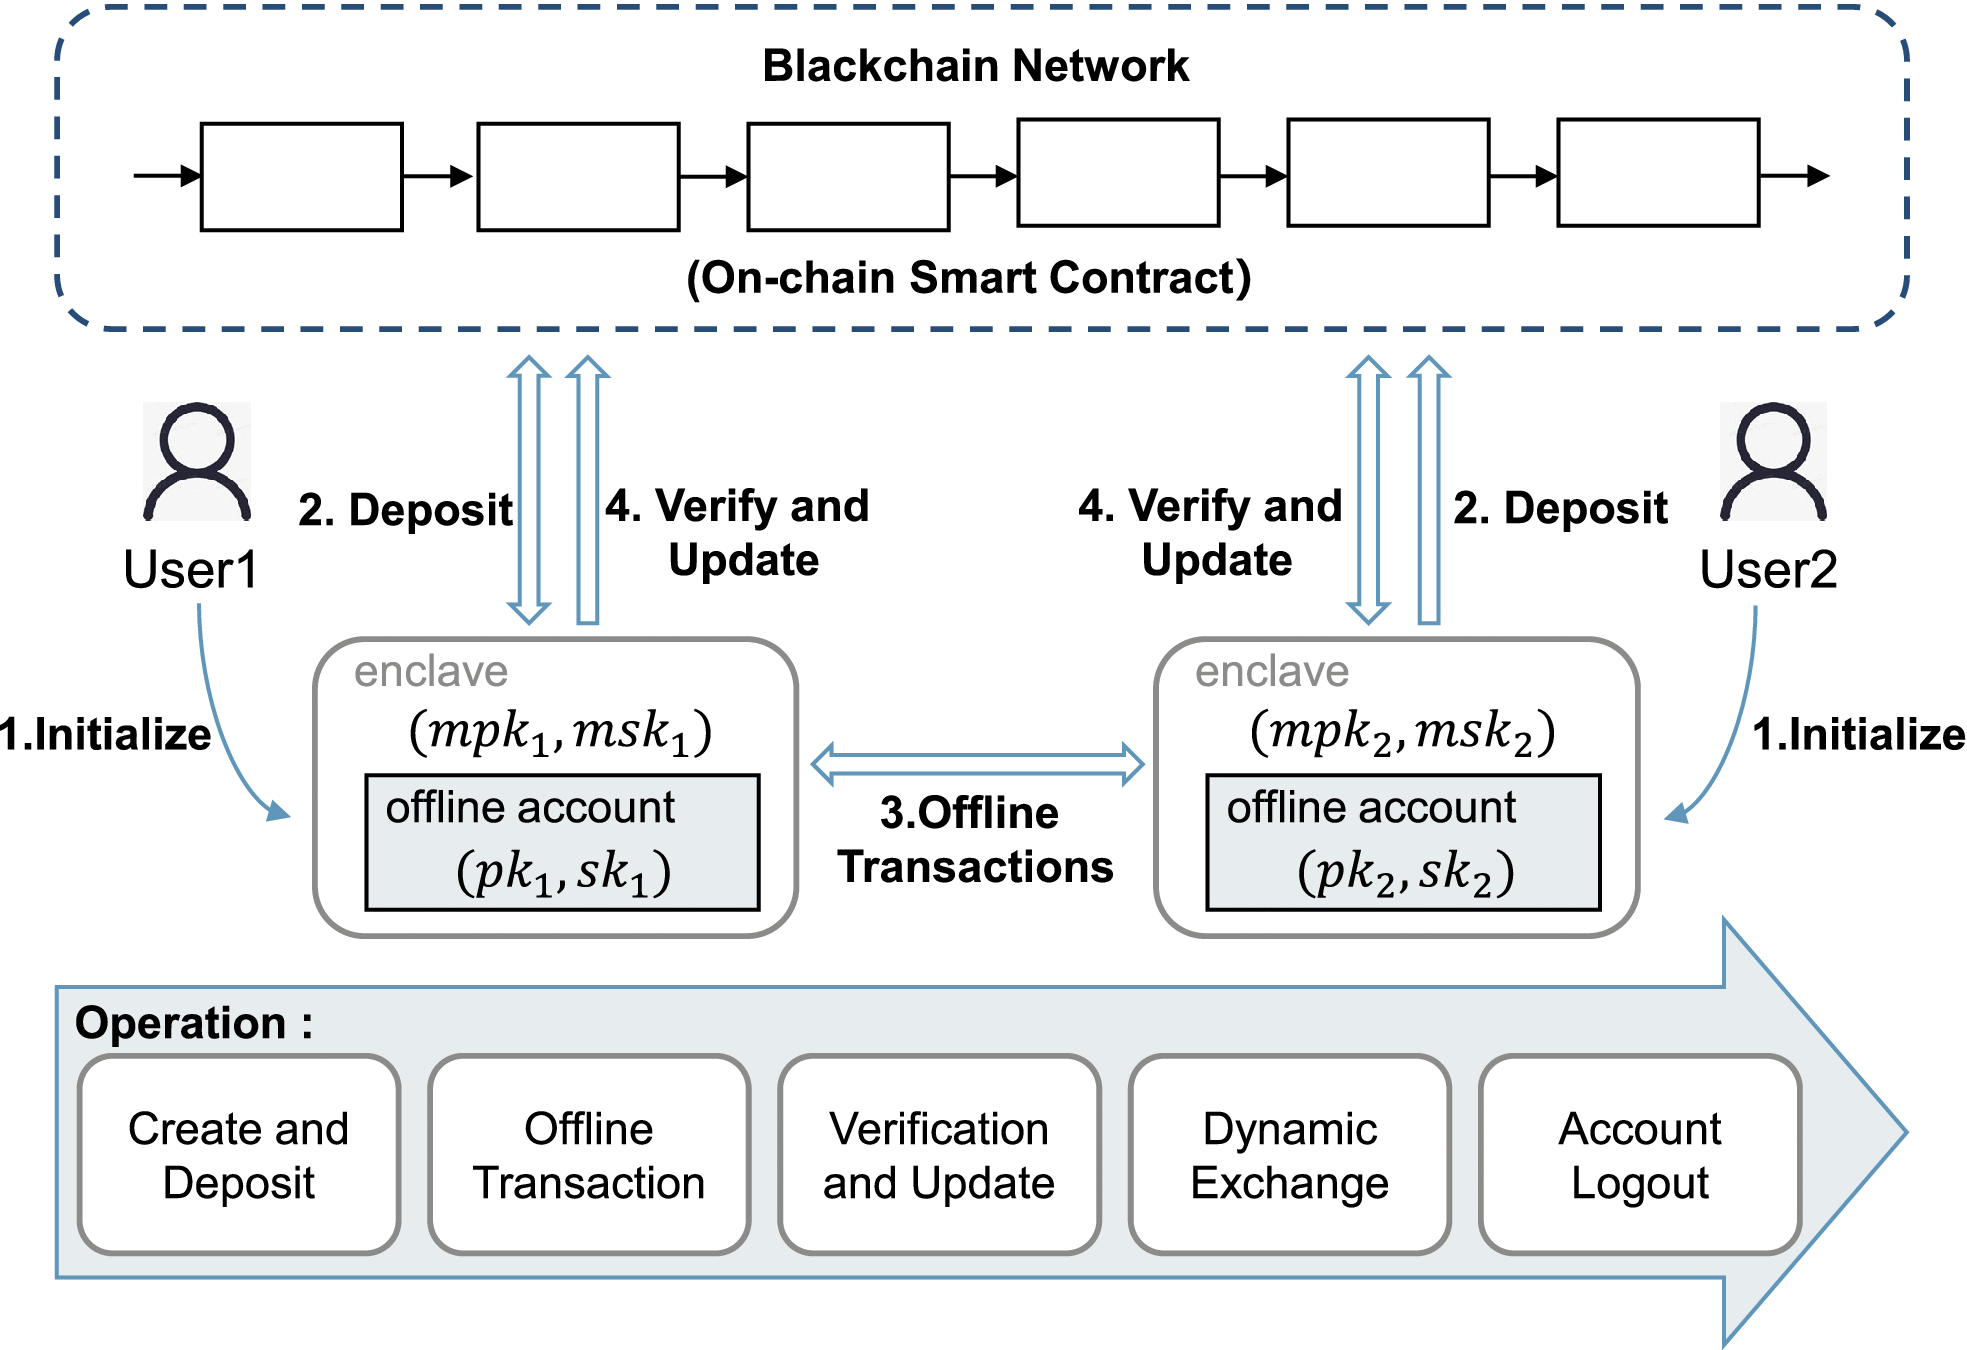 Blackchain Network
(On-chain Smart Contract)
User1
2. Deposit
4. Verify and
Update
4. Verify and
Update
2. Deposit
User2
1.Initialize
enclave
(mpk₁, msk₁)
offline account
(pk₁, sk₁)
3.Offline
Transactions
enclave
(mpk₂, msk₂)
offline account
(pk₂, sk₂)
1.Initialize
Operation :
Create and
Deposit
Offline
Transaction
Verification
and Update
Dynamic
Exchange
Account
Logout